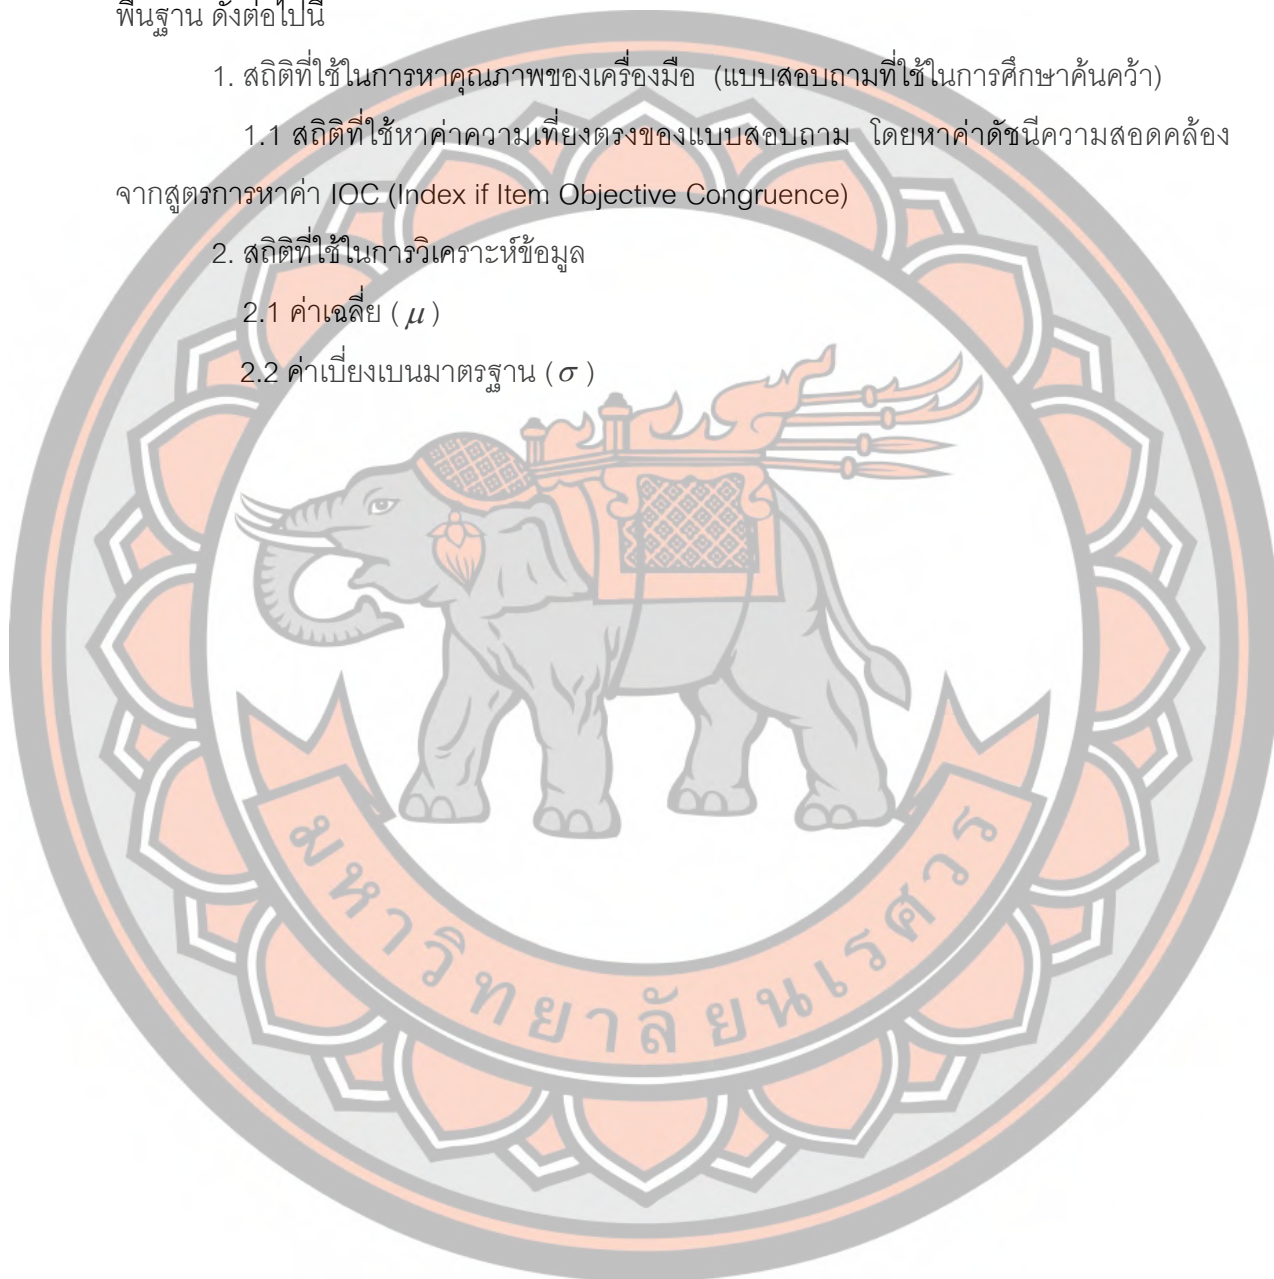 พื้นฐาน ดังต่อไปนี้
1. สถิติที่ใช้ในการหาคุณภาพของเครื่องมือ (แบบสอบถามที่ใช้ในการศึกษาค้นคว้า)
1.1 สถิติที่ใช้หาค่าความเที่ยงตรงของแบบสอบถาม โดยหาค่าดัชนีความสอดคล้อง
จากสูตรการหาค่า IOC (Index if Item Objective Congruence)
2. สถิติที่ใช้ในการวิเคราะห์ข้อมูล
2.1 ค่าเฉลี่ย ( μ )
2.2 ค่าเบี่ยงเบนมาตรฐาน ( σ )
มหาวิทยาลัยนเรศวร